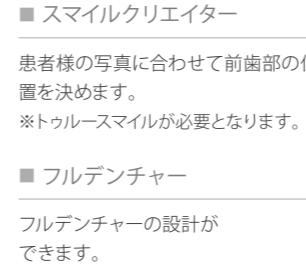 ■ スマイルクリエイター
患者様の写真に合わせて前歯部の
置を決めます。
※トゥルースマイルが必要となります。
■ フルデンチャー
フルデンチャーの設計が
できます。